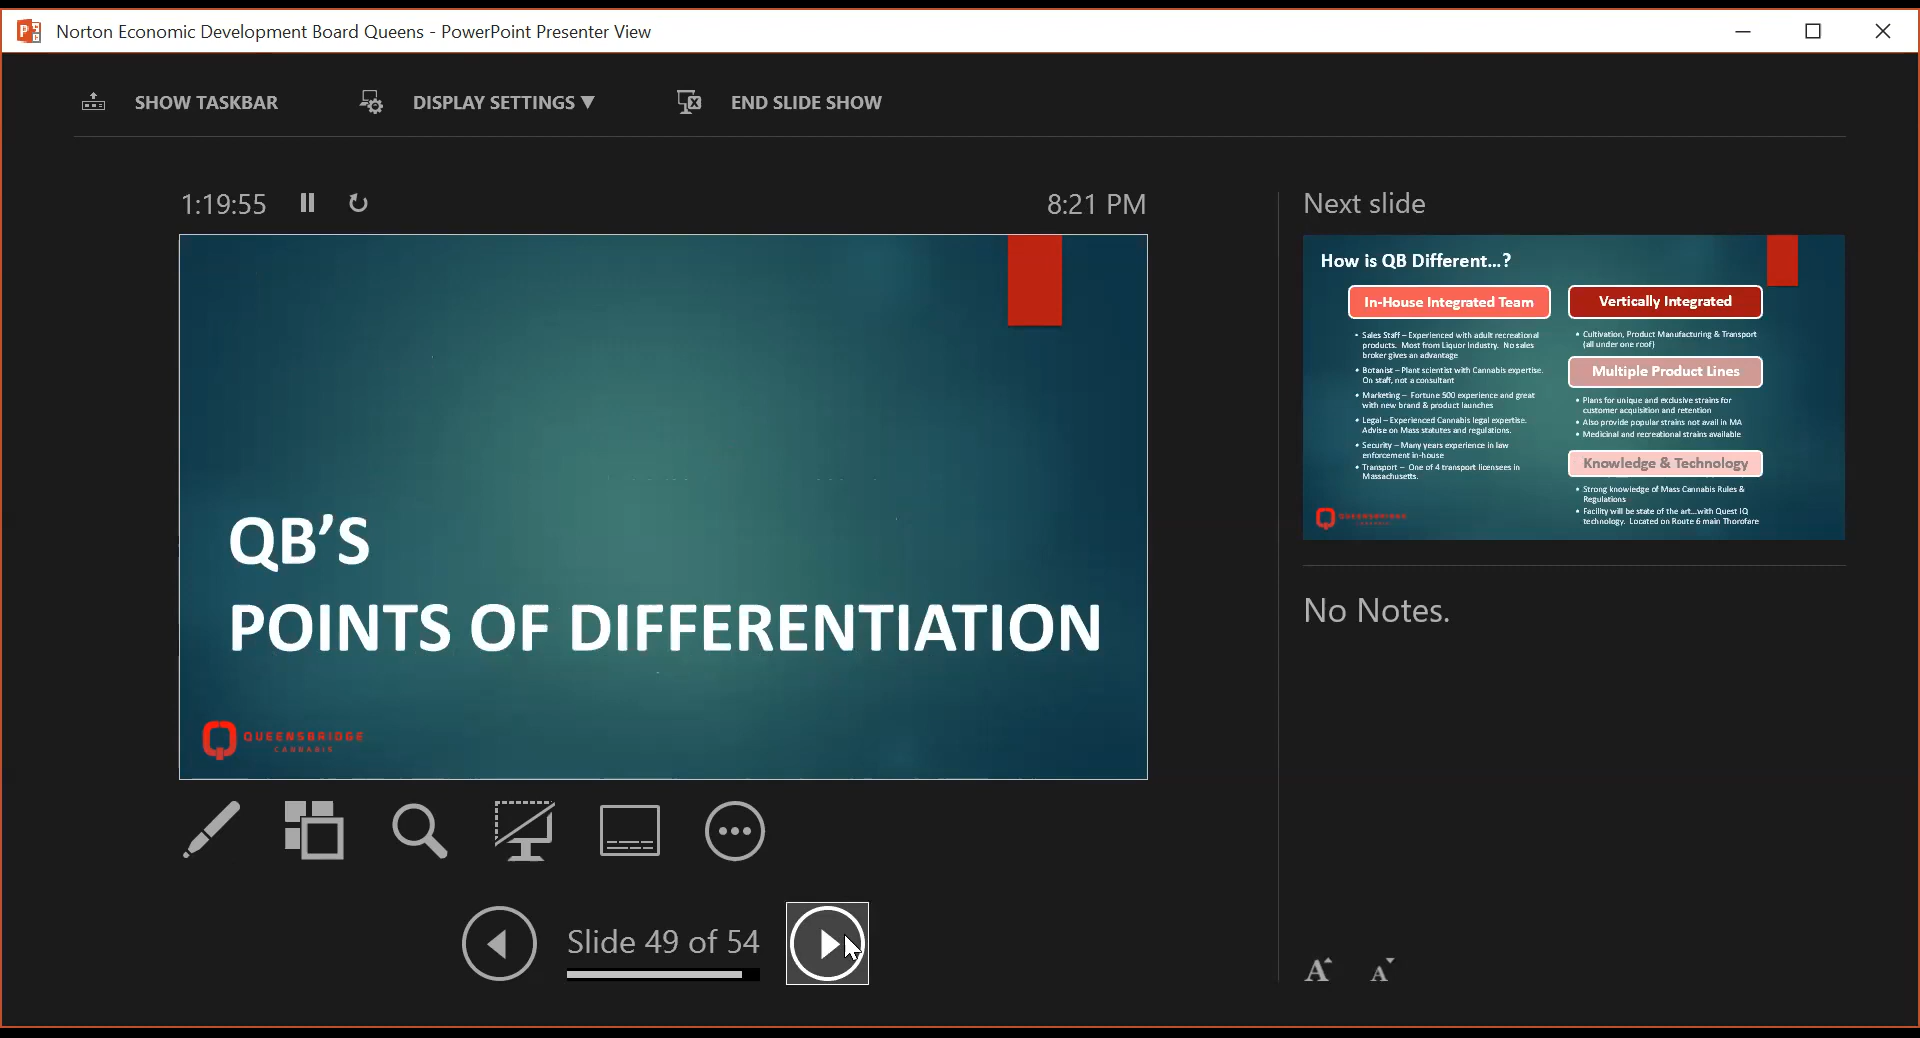 Norton Economic Development Board Queens - PowerPoint Presenter View
SHOW TASKBAR
DISPLAY SETTINGS ▼
END SLIDE SHOW
1:19:55
8:21 PM
QB'S
POINTS OF DIFFERENTIATION
QUEENSBRIDGE
CANNABIS
Slide 49 of 54
Next slide
How is QB Different...?
In-House Integrated Team
• Sales Staff – Experienced with adult recreational
products. Most from Liquor Industry. No sales
broker gives an advantage
• Botanist – Plant scientist with Cannabis expertise.
On staff, not a consultant
• Marketing – Fortune 500 experience and great
with new brand & product launches
• Legal – Experienced Cannabis legal expertise.
Advise on Mass statutes and regulations.
• Security – Many years experience in law
enforcement in-house
• Transport – One of 4 transport licensees in
Massachusetts.
Vertically Integrated
• Cultivation, Product Manufacturing & Transport
(all under one roof)
Multiple Product Lines
• Plans for unique and exclusive strains for
customer acquisition and retention
• Also provide popular strains not avail in MA
• Medicinal and recreational strains available
Knowledge & Technology
• Strong knowledge of Mass Cannabis Rules &
Regulations
• Facility will be state of the art...with Quest IQ
technology. Located on Route 6 main Thorofare
QUEENSBRIDGE
CANNABIS
No Notes.
A A